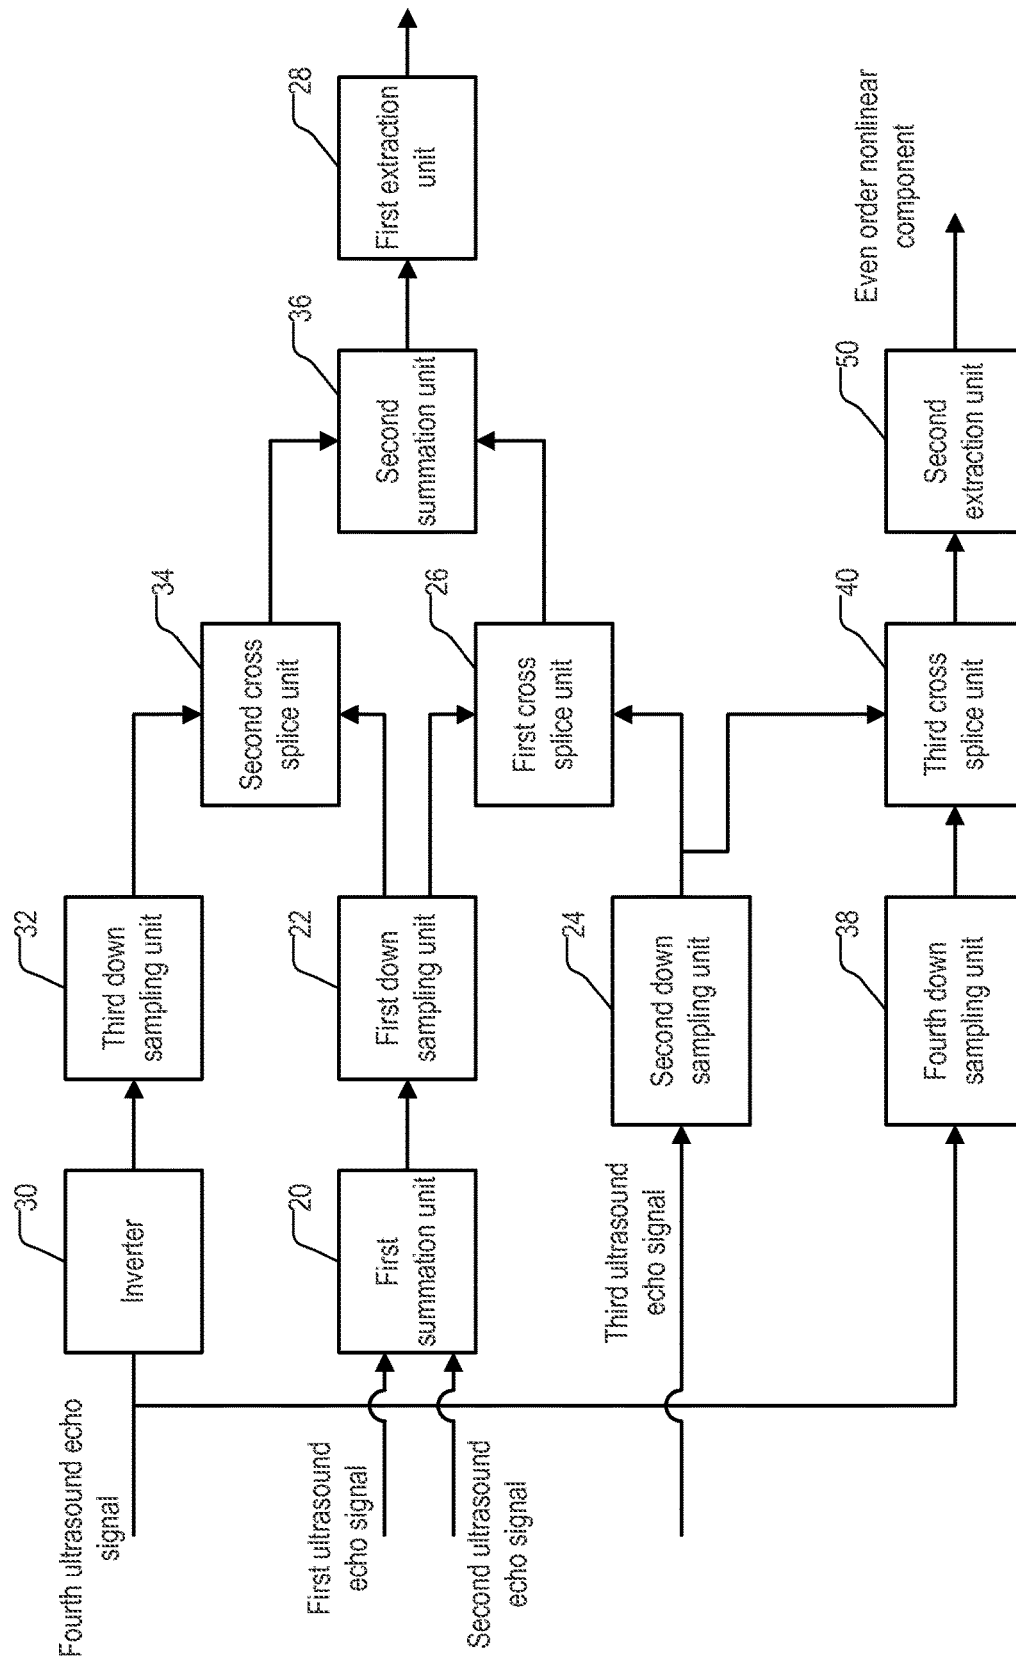 Fourth ultrasound echo
signal
Inverter
30
Third down
sampling unit
32
Second cross
splice unit
34
First ultrasound
echo signal
Second ultrasound
echo signal
First
summation unit
20
First down
sampling unit
22
First cross
splice unit
26
Second
summation unit
36
First extraction
unit
28
Third ultrasound
echo signal
Second down
sampling unit
24
Fourth down
sampling unit
38
Third cross
splice unit
40
Second
extraction unit
50
Even order nonlinear
component